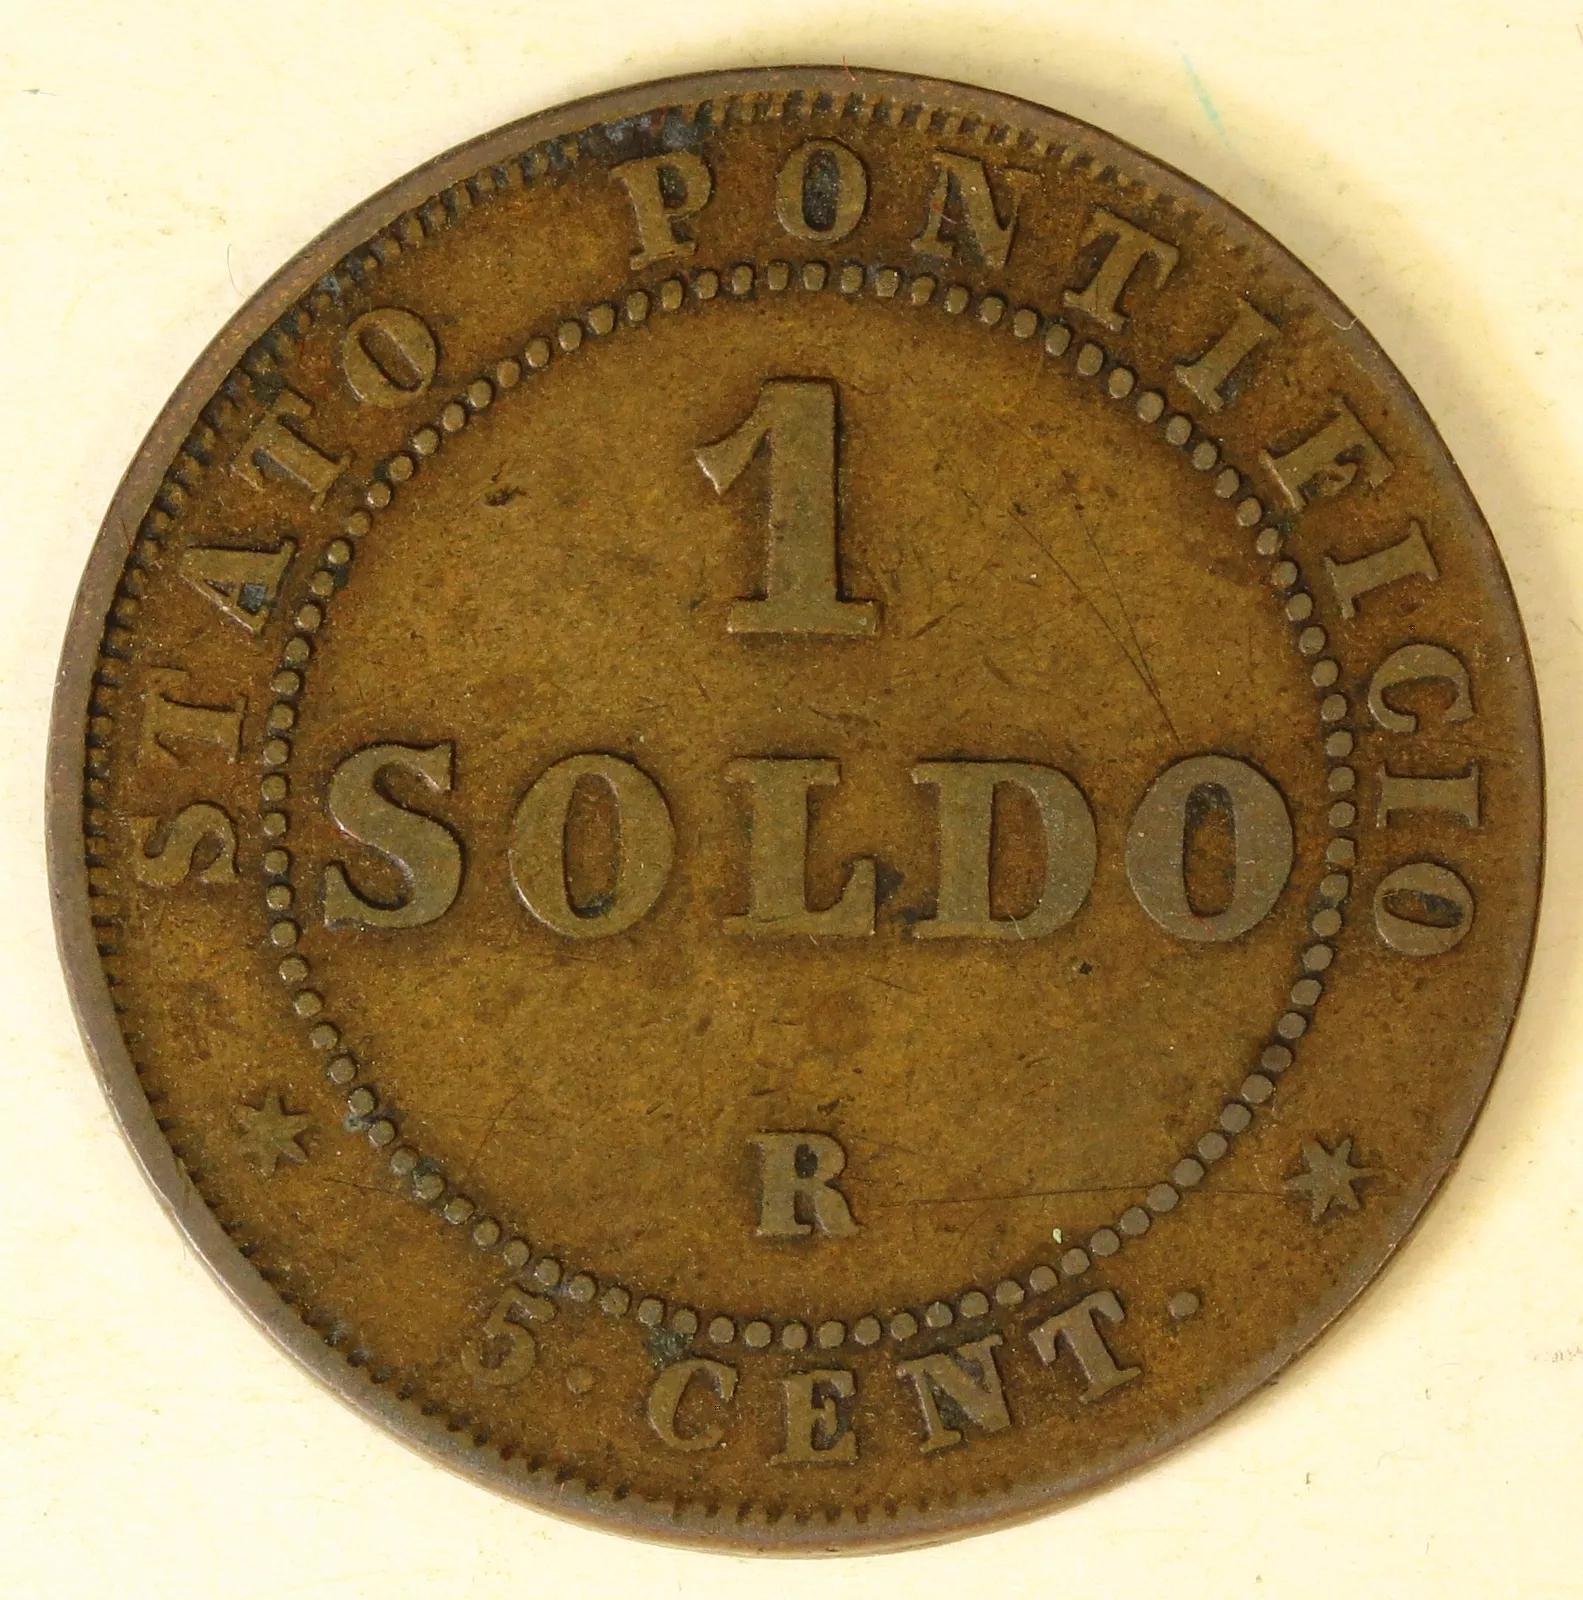 STATO PONTIFICIO
1
SOLDO
R
5. CENT.